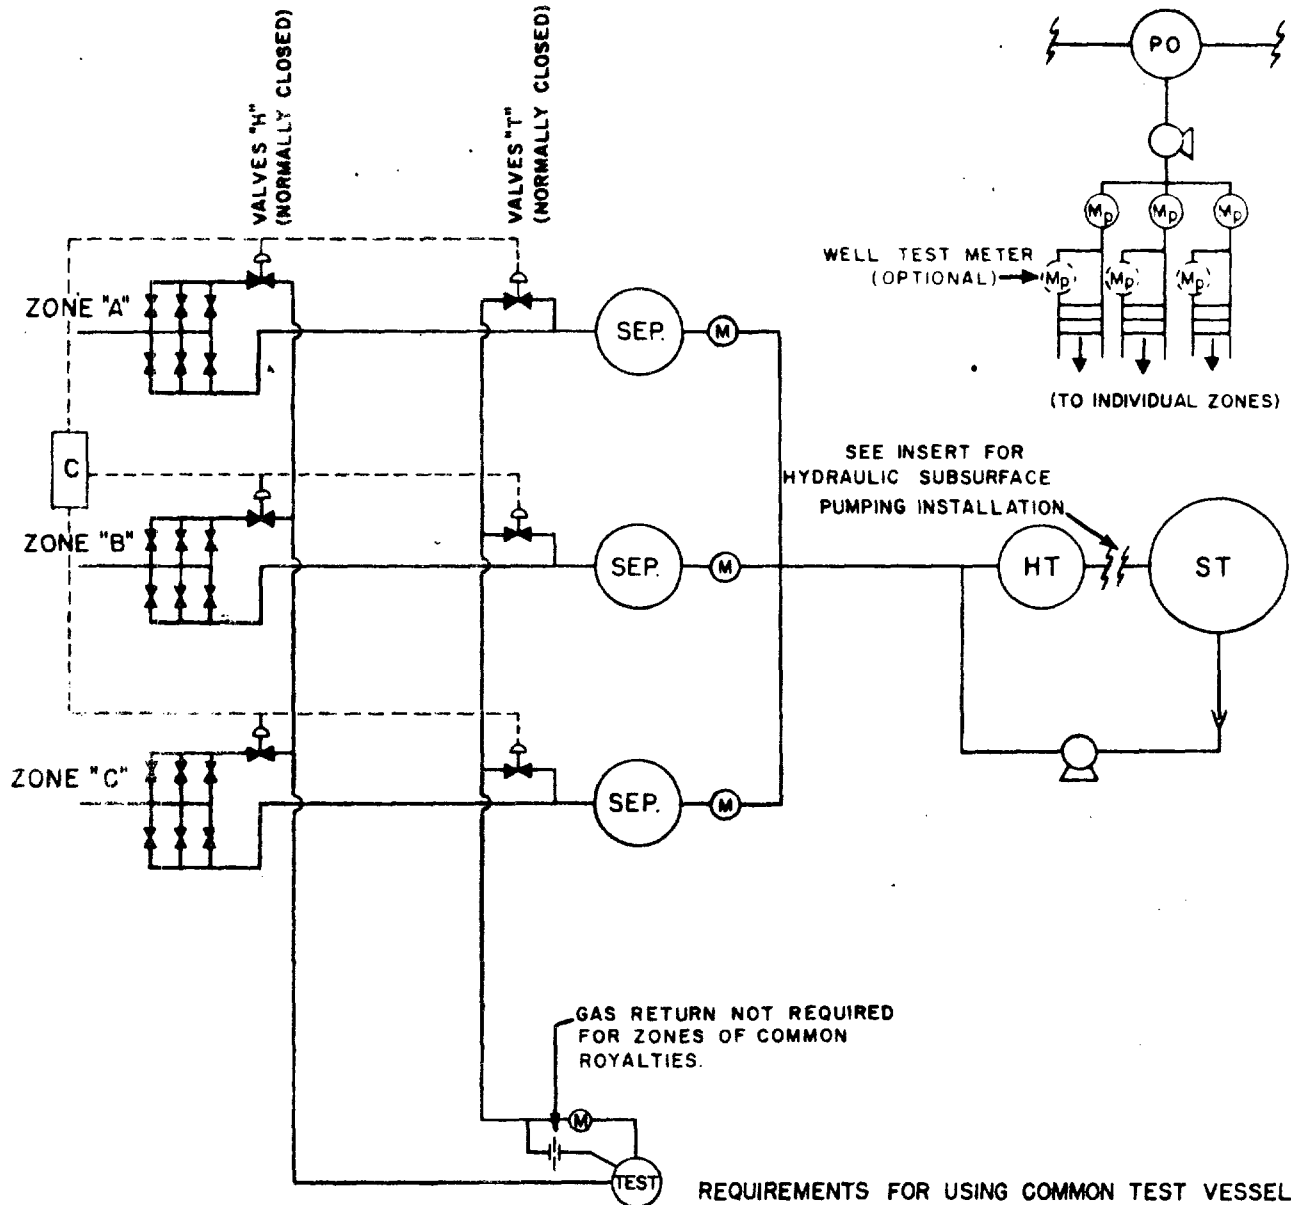 VALVES "H"
(NORMALLY CLOSED)
VALVES "T"
(NORMALLY CLOSED)
PO
Mp
Mp
Mp
WELL TEST METER
(OPTIONAL)
Mp
Mp
Mp
(TO INDIVIDUAL ZONES)
ZONE "A"
SEP.
M
C
SEE INSERT FOR
HYDRAULIC SUBSURFACE
PUMPING INSTALLATION
ZONE "B"
SEP.
M
HT
ST
ZONE "C"
SEP.
M
GAS RETURN NOT REQUIRED
FOR ZONES OF COMMON
ROYALTIES.
M
TEST
REQUIREMENTS FOR USING COMMON TEST VESSEL